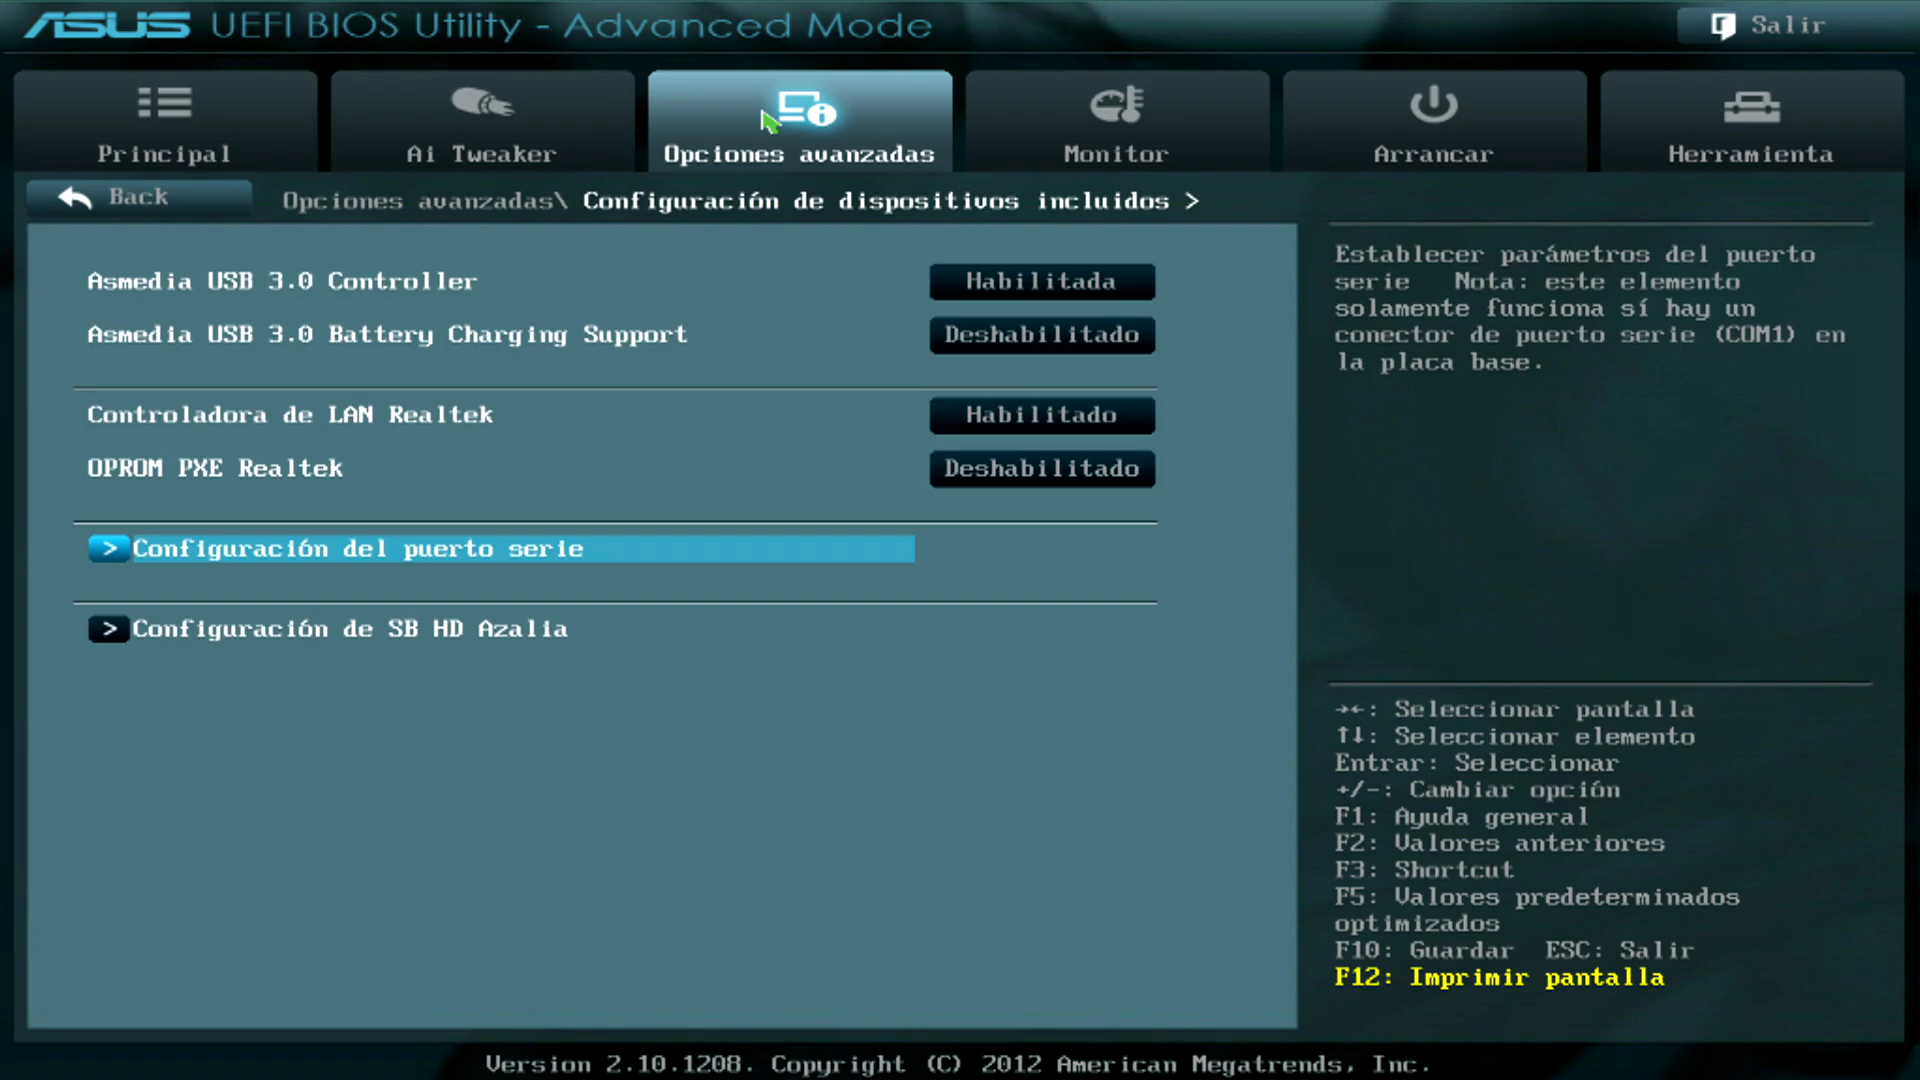 ASUS UEFI BIOS Utility - Advanced Mode
Salir
Principal
Ai Tweaker
Opciones avanzadas
Monitor
Arrancar
Herramienta
Back
Opciones avanzadas\ Configuración de dispositivos incluidos >
Asmedia USB 3.0 Controller
Habilitada
Asmedia USB 3.0 Battery Charging Support
Deshabilitado
Controladora de LAN Realtek
Habilitado
OPROM PXE Realtek
Deshabilitado
> Configuración del puerto serie
> Configuración de SB HD Azalia
Establecer parámetros del puerto
serie   Nota: este elemento
solamente funciona sí hay un
conector de puerto serie (COM1) en
la placa base.
→←: Seleccionar pantalla
↑↓: Seleccionar elemento
Entrar: Seleccionar
+/-: Cambiar opción
F1: Ayuda general
F2: Valores anteriores
F3: Shortcut
F5: Valores predeterminados
optimizados
F10: Guardar  ESC: Salir
F12: Imprimir pantalla
Version 2.10.1208. Copyright (C) 2012 American Megatrends, Inc.